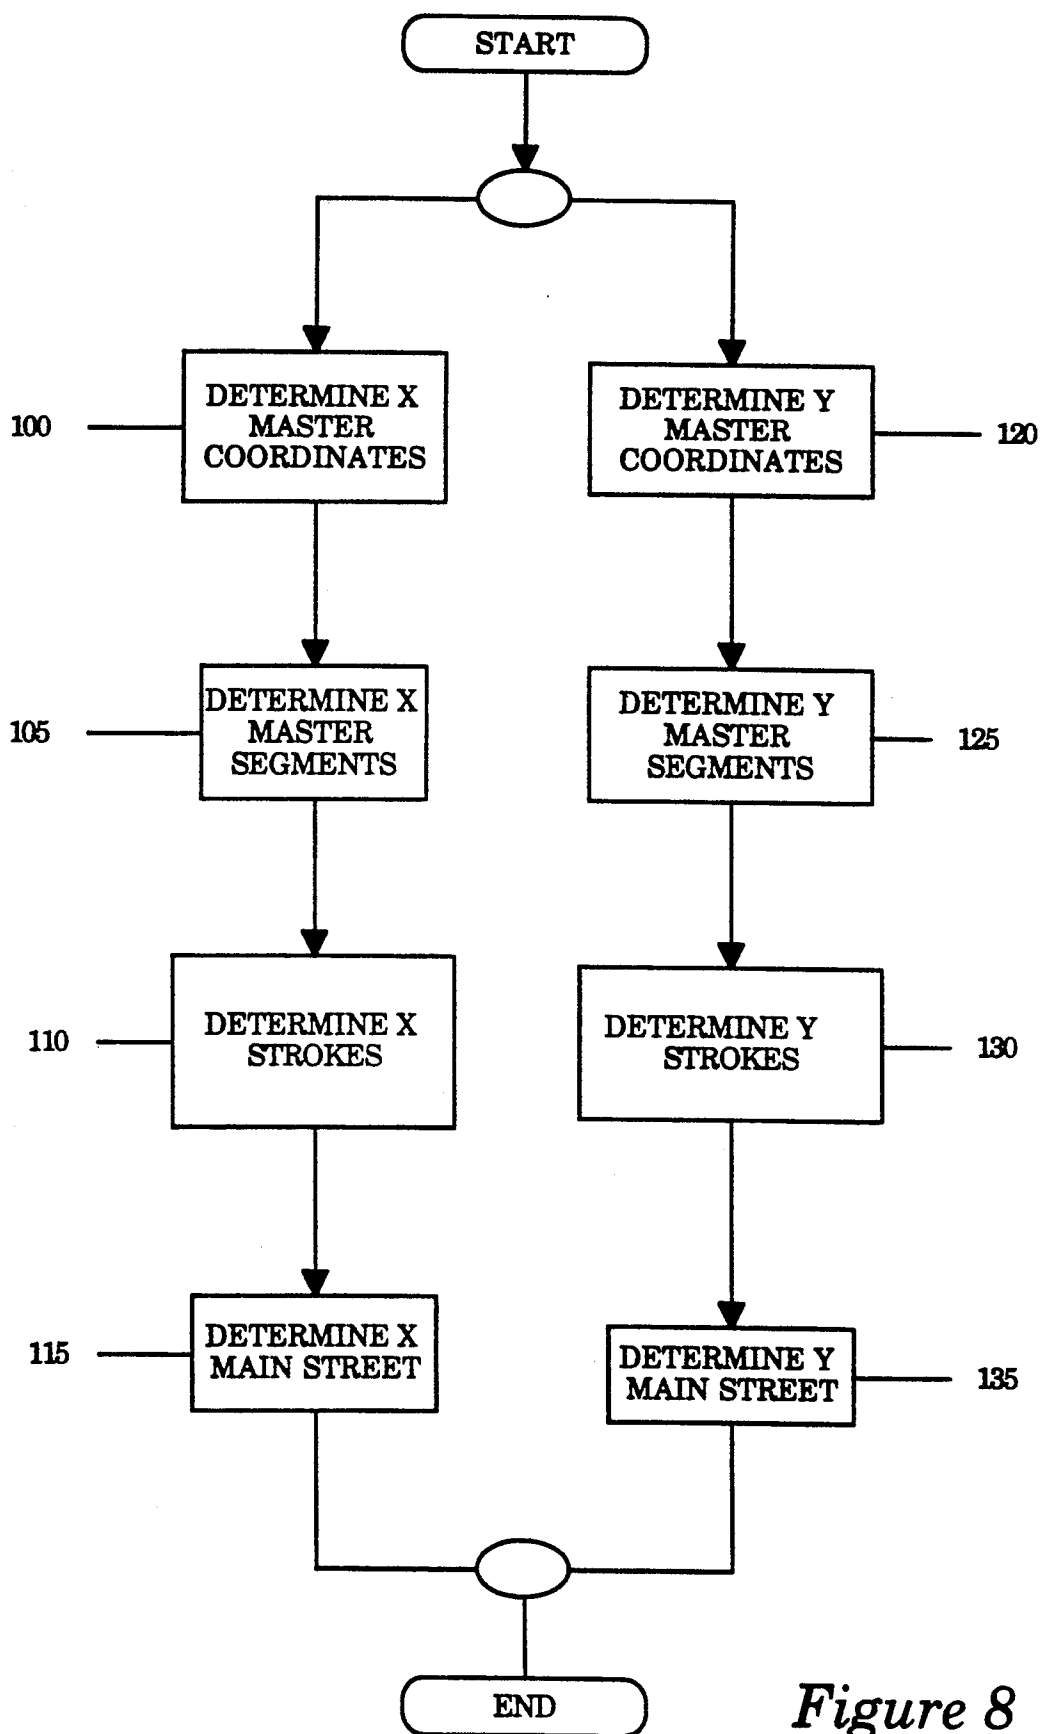 START
100
DETERMINE X
MASTER
COORDINATES
DETERMINE Y
MASTER
COORDINATES
120
105
DETERMINE X
MASTER
SEGMENTS
DETERMINE Y
MASTER
SEGMENTS
125
110
DETERMINE X
STROKES
DETERMINE Y
STROKES
130
115
DETERMINE X
MAIN STREET
DETERMINE Y
MAIN STREET
135
END
Figure 8